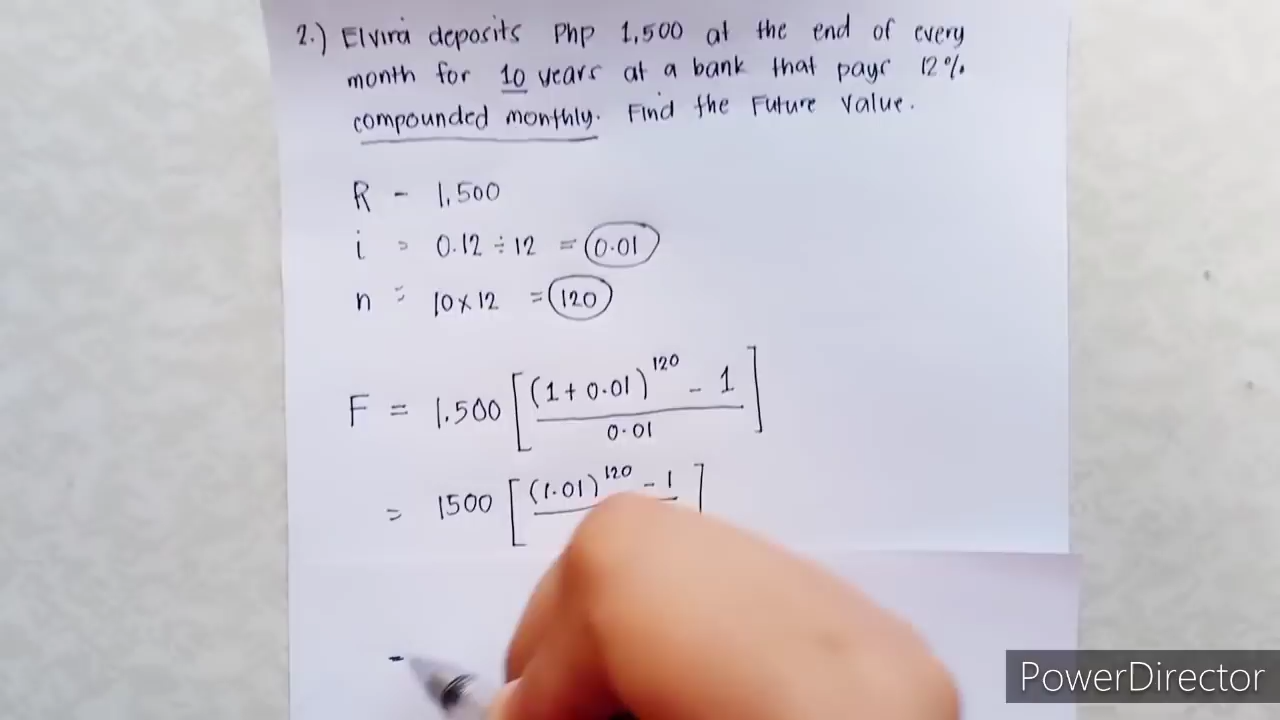 2.) Elvira deposits Php 1,500 at the end of every
month for 10 years at a bank that pays 12%
compounded monthly. Find the Future Value.
R - 1,500
i = 0.12 ÷ 12 = 0.01
n = 10 x 12 = 120
F = 1,500 [ (1 + 0.01)^120 - 1 / 0.01 ]
= 1500 [ (1.01)^120 - 1 ]
PowerDirector